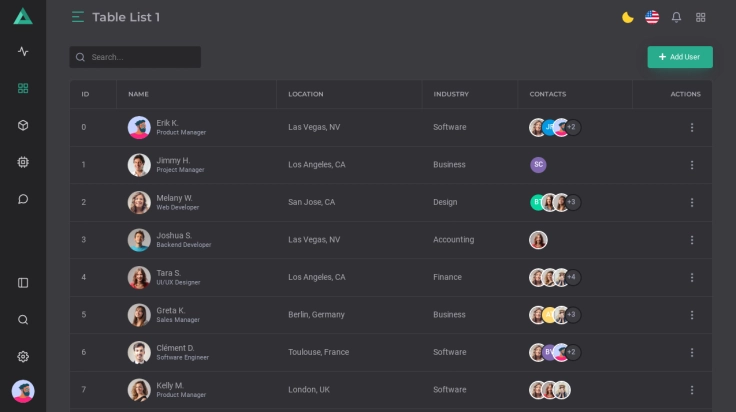 Table List 1
Search...
Add User
ID NAME LOCATION INDUSTRY CONTACTS ACTIONS
0 Erik K. Las Vegas, NV Software +2
Product Manager
1 Jimmy H. Los Angeles, CA Business SC
Project Manager
2 Melany W. San Jose, CA Design +3
Web Developer
3 Joshua S. Las Vegas, NV Accounting
Backend Developer
4 Tara S. Los Angeles, CA Finance +4
UI/UX Designer
5 Greta K. Berlin, Germany Business +3
Sales Manager
6 Clément D. Toulouse, France Software +2
Software Engineer
7 Kelly M. London, UK Software
Product Manager